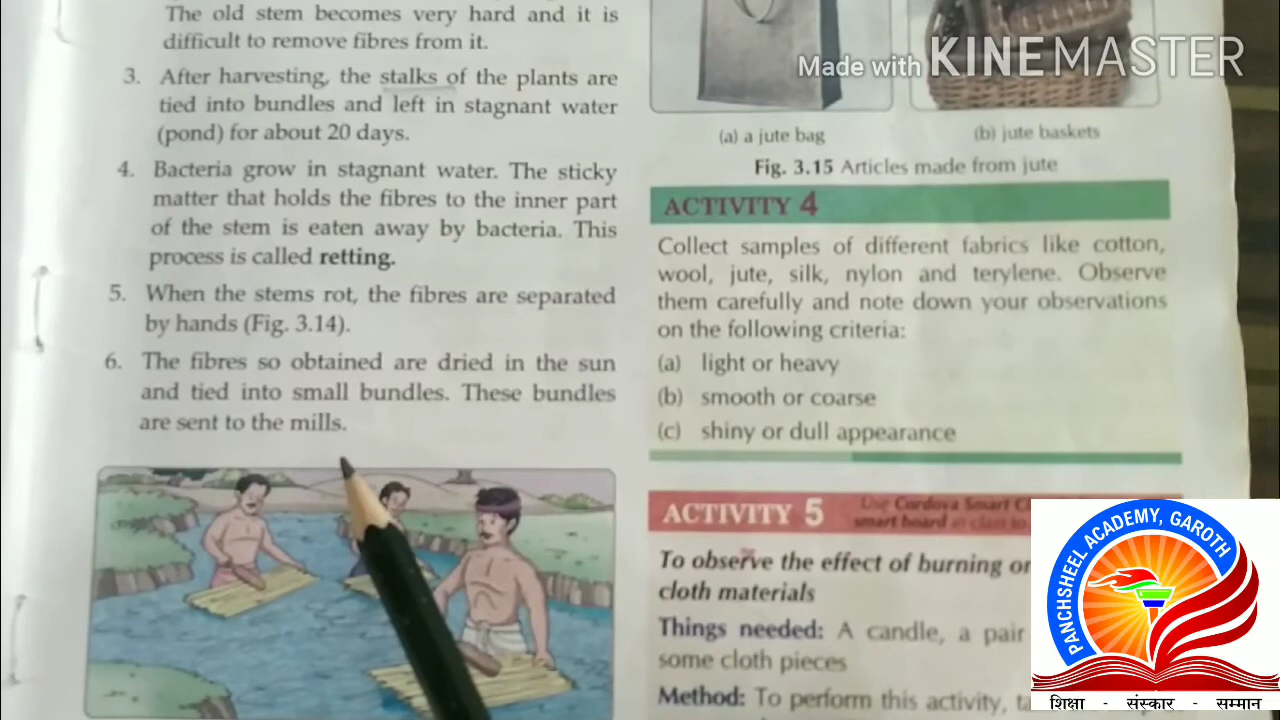 The old stem becomes very hard and it is
difficult to remove fibres from it.
3. After harvesting, the stalks of the plants are
tied into bundles and left in stagnant water
(pond) for about 20 days.
4. Bacteria grow in stagnant water. The sticky
matter that holds the fibres to the inner part
of the stem is eaten away by bacteria. This
process is called retting.
5. When the stems rot, the fibres are separated
by hands (Fig. 3.14).
6. The fibres so obtained are dried in the sun
and tied into small bundles. These bundles
are sent to the mills.
Made with KINEMASTER
(a) a jute bag
(b) jute baskets
Fig. 3.15 Articles made from jute
ACTIVITY 4
Collect samples of different fabrics like cotton,
wool, jute, silk, nylon and terylene. Observe
them carefully and note down your observations
on the following criteria:
(a) light or heavy
(b) smooth or coarse
(c) shiny or dull appearance
ACTIVITY 5
Use Cordova Smart
smart board in class to
To observe the effect of burning on
cloth materials
Things needed: A candle, a pair
some cloth pieces
Method: To perform this activity,
PANCHSHEEL ACADEMY, GAROTH
शिक्षा - संस्कार - सम्मान